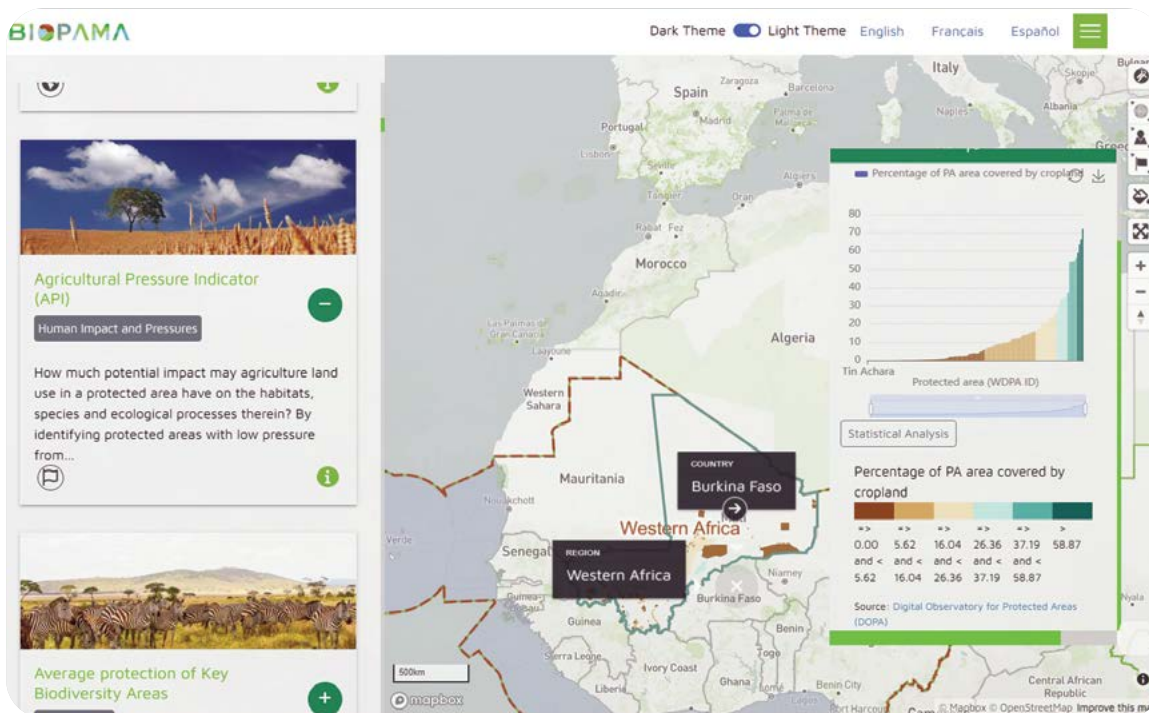 BIOPAMA
Dark Theme
Light Theme
English
Français
Español
Agricultural Pressure Indicator
(API)
Human Impact and Pressures
How much potential impact may agriculture land
use in a protected area have on the habitats,
species and ecological processes therein? By
identifying protected areas with low pressure
from...
Average protection of Key
Biodiversity Areas
Italy
Skopje
Zaragoza
Barcelona
Spain
Madrid
Naples
Albania
Portugal
Palma de
Lisbon
Seville
Algiers
Tangier
Oran
Rabat
Fez
Morocco
Agadir
Las Palmas de
Gran Canaria
Laayoune
Algeria
Western
Sahara
Mauritania
Nouakchott
COUNTRY
Burkina Faso
Western Africa
REGION
Western Africa
Verde
Senegal
Niamey
Burkina Faso
Guinea-
Guinea
Benin
Togo
Sierra Leone
Ivory Coast
Ghana
Lomé
Benin City
Liberia
Lagos
Port Harcourt
Nyala
Central African
Republic
500km
mapbox
© Mapbox © OpenStreetMap Improve this m
Percentage of PA area covered by cropland
80
70
60
50
40
30
20
10
0
Tin Achara
Protected area (WDPA ID)
Statistical Analysis
Percentage of PA area covered by
cropland
=> => => => => >
0.00 5.62 16.04 26.36 37.19 58.87
and < and < and < and < and <
5.62 16.04 26.36 37.19 58.87
Source: Digital Observatory for Protected Areas
(DOPA)